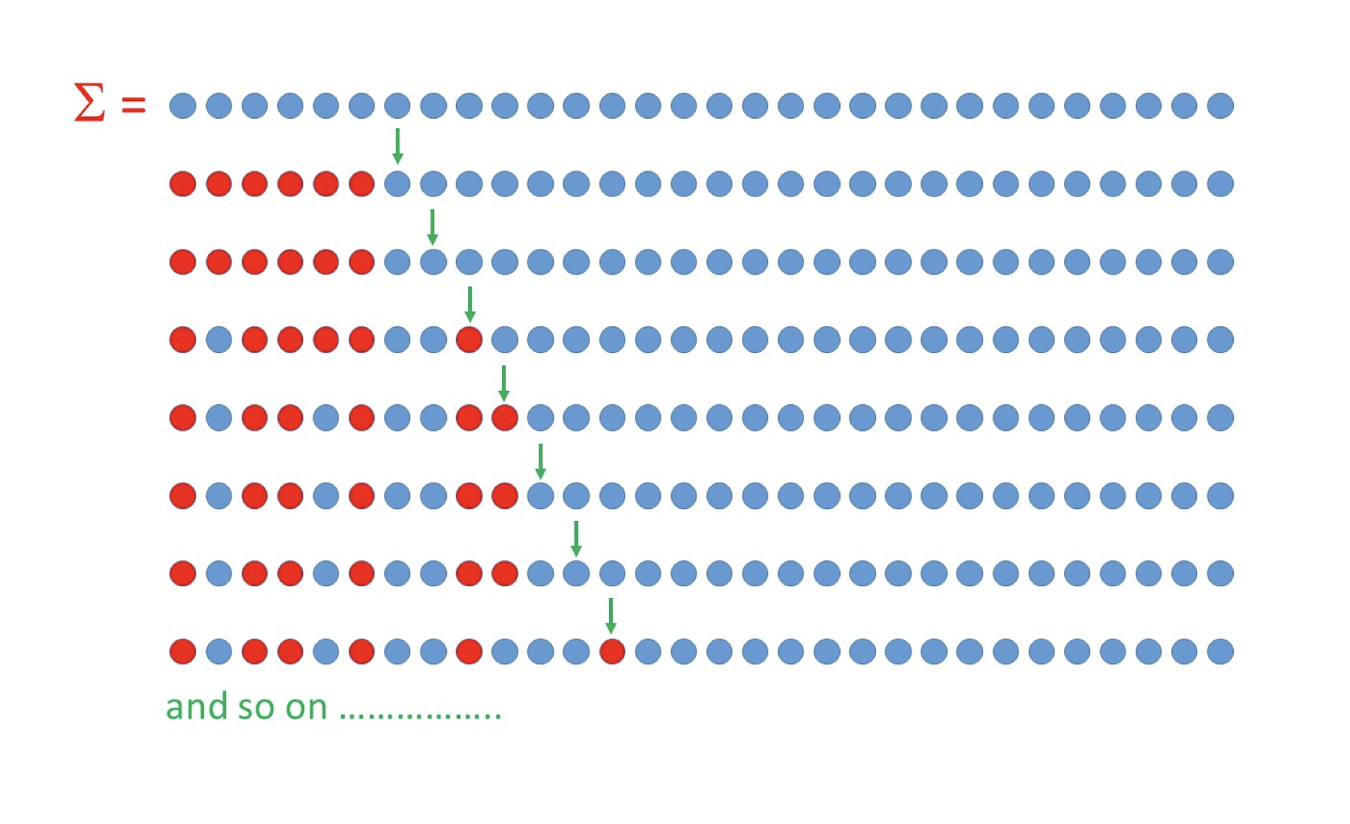 Σ =
and so on ……………..